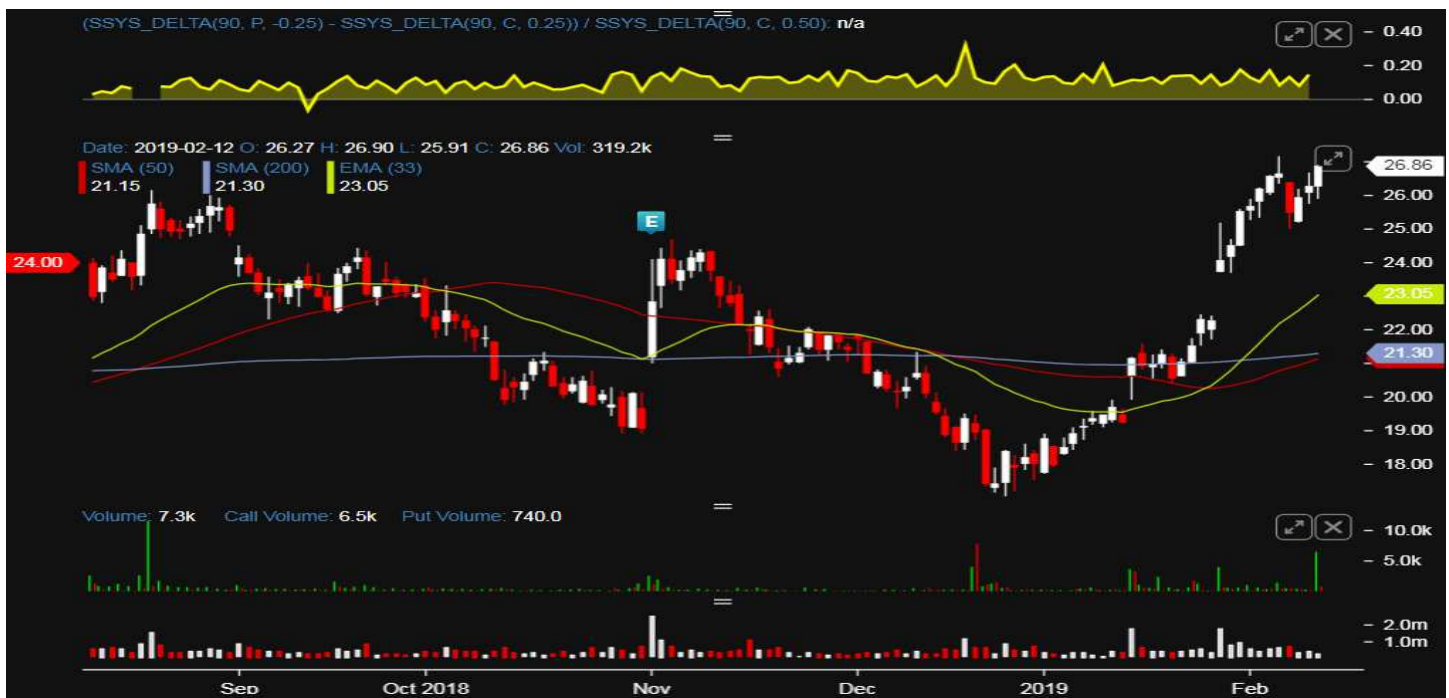 (SSYS_DELTA(90, P, -0.25) - SSYS_DELTA(90, C, 0.25)) / SSYS_DELTA(90, C, 0.50): n/a
0.40
0.20
0.00
Date: 2019-02-12 O: 26.27 H: 26.90 L: 25.91 C: 26.86 Vol: 319.2k
SMA (50) SMA (200) EMA (33)
21.15 21.30 23.05
26.86
26.00
E
25.00
24.00 24.00
23.05
22.00
21.30
20.00
19.00
18.00
Volume: 7.3k Call Volume: 6.5k Put Volume: 740.0
10.0k
5.0k
2.0m
1.0m
Sep Oct 2018 Nov Dec 2019 Feb